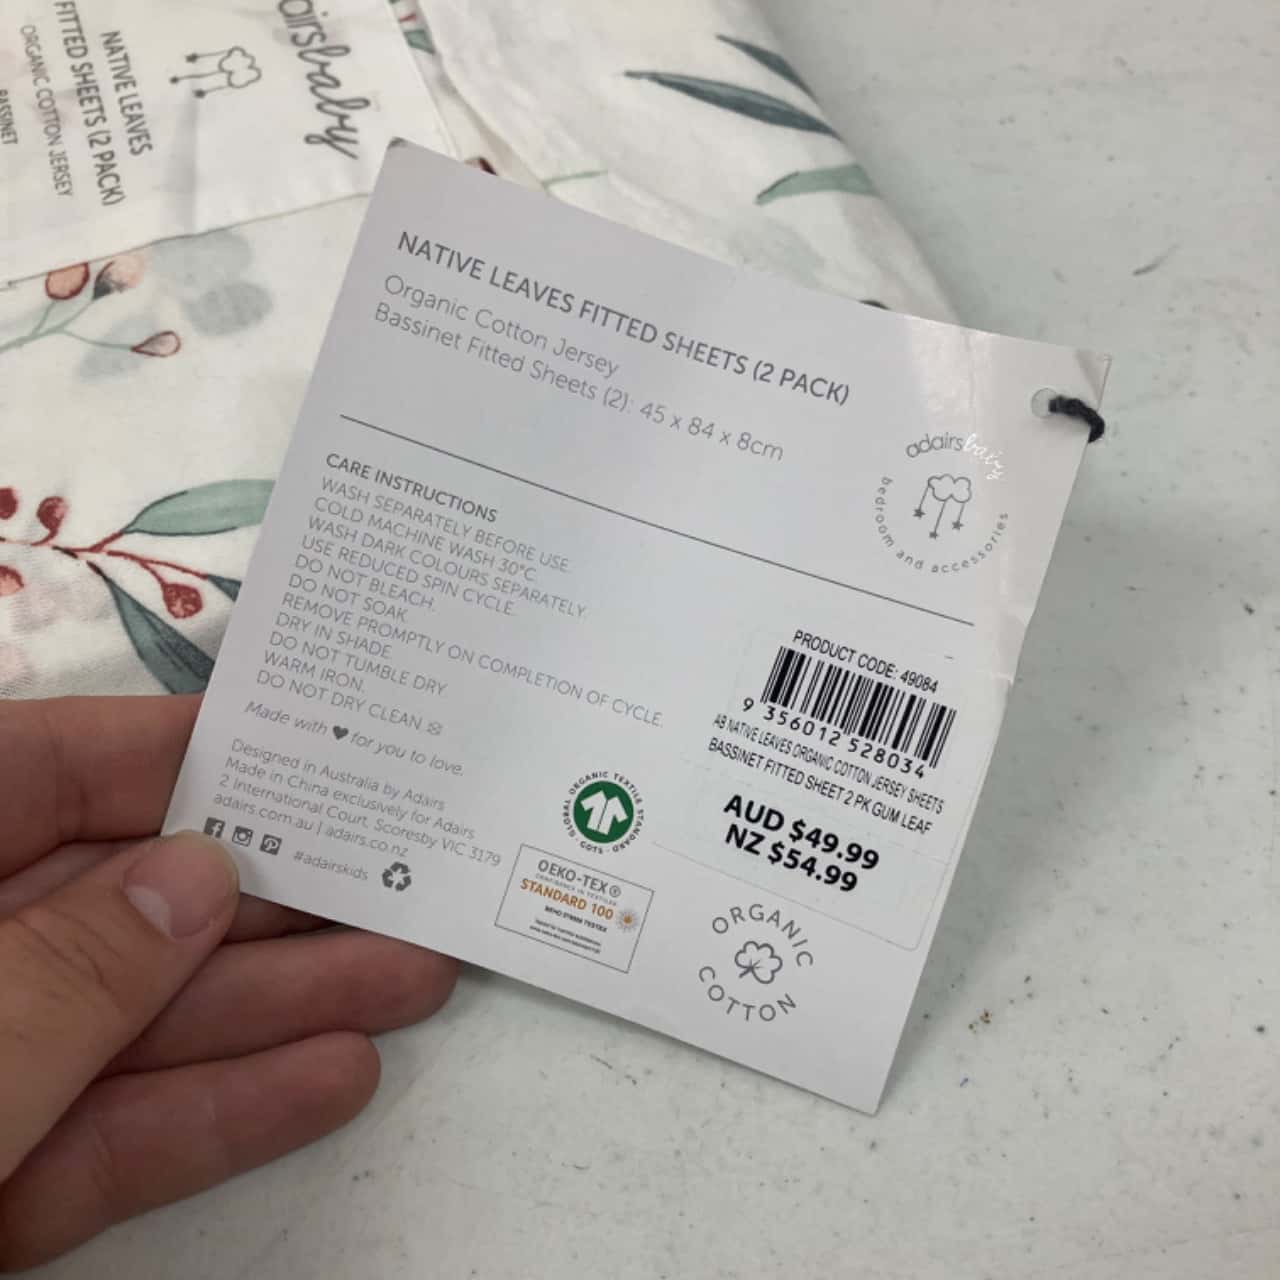 airsbaby
NATIVE LEAVES
FITTED SHEETS (2 PACK)
ORGANIC COTTON JERSEY
BASSINET
NATIVE LEAVES FITTED SHEETS (2 PACK)
Organic Cotton Jersey
Bassinet Fitted Sheets (2): 45 x 84 x 8cm
adairsbaby
bedroom and accessories
CARE INSTRUCTIONS
WASH SEPARATELY BEFORE USE.
COLD MACHINE WASH 30°C.
WASH DARK COLOURS SEPARATELY.
USE REDUCED SPIN CYCLE.
DO NOT BLEACH.
DO NOT SOAK.
REMOVE PROMPTLY ON COMPLETION OF CYCLE.
DRY IN SHADE.
DO NOT TUMBLE DRY.
WARM IRON.
DO NOT DRY CLEAN.
Made with ♥ for you to love.
Designed in Australia by Adairs
Made in China exclusively for Adairs
2 International Court, Scoresby VIC 3179
adairs.com.au | adairs.co.nz
#adairskids
PRODUCT CODE: 49084
9 356012 528034
AB NATIVE LEAVES ORGANIC COTTON JERSEY SHEETS
BASSINET FITTED SHEET 2 PK GUM LEAF
AUD $49.99
NZ $54.99
GLOBAL ORGANIC TEXTILE STANDARD
GOTS
OEKO-TEX®
CONFIDENCE IN TEXTILES
STANDARD 100
ORGANIC
COTTON